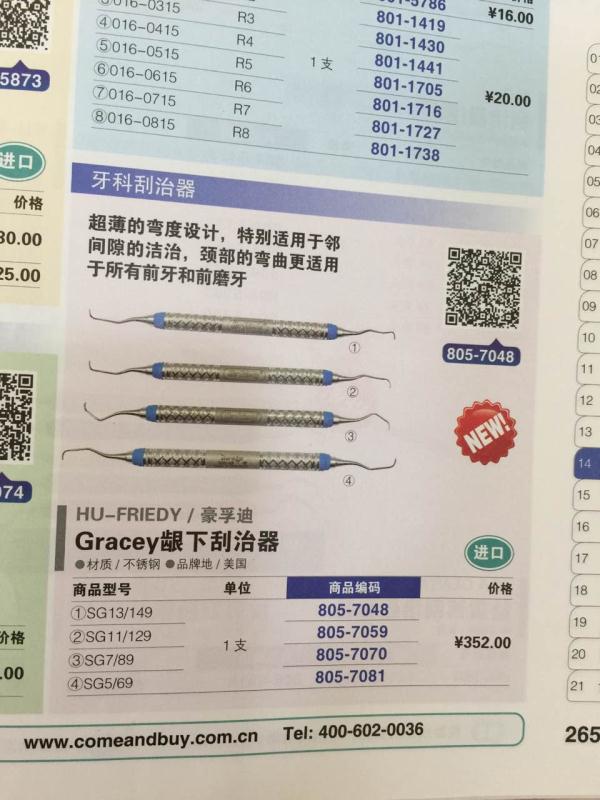 016-0315 R3 ¥16.00
801-1419
④016-0415 R4 801-1430
⑤016-0515 R5 1支 801-1441
⑥016-0615 R6 801-1705 ¥20.00
⑦016-0715 R7 801-1716
⑧016-0815 R8 801-1727
801-1738
5873
进口
价格
25.00
074
价格
.00
牙科刮治器
超薄的弯度设计，特别适用于邻
间隙的洁治，颈部的弯曲更适用
于所有前牙和前磨牙
805-7048
NEW!
①
②
③
④
HU-FRIEDY / 豪孚迪
Gracey龈下刮治器
进口
●材质 / 不锈钢 ●品牌地 / 美国
商品型号 单位 商品编码 价格
①SG13/149 805-7048
②SG11/129 1支 805-7059 ¥352.00
③SG7/89 805-7070
④SG5/69 805-7081
www.comeandbuy.com.cn Tel: 400-602-0036
265
04
05
06
07
08
09
10
11
12
13
14
15
16
17
18
19
20
21